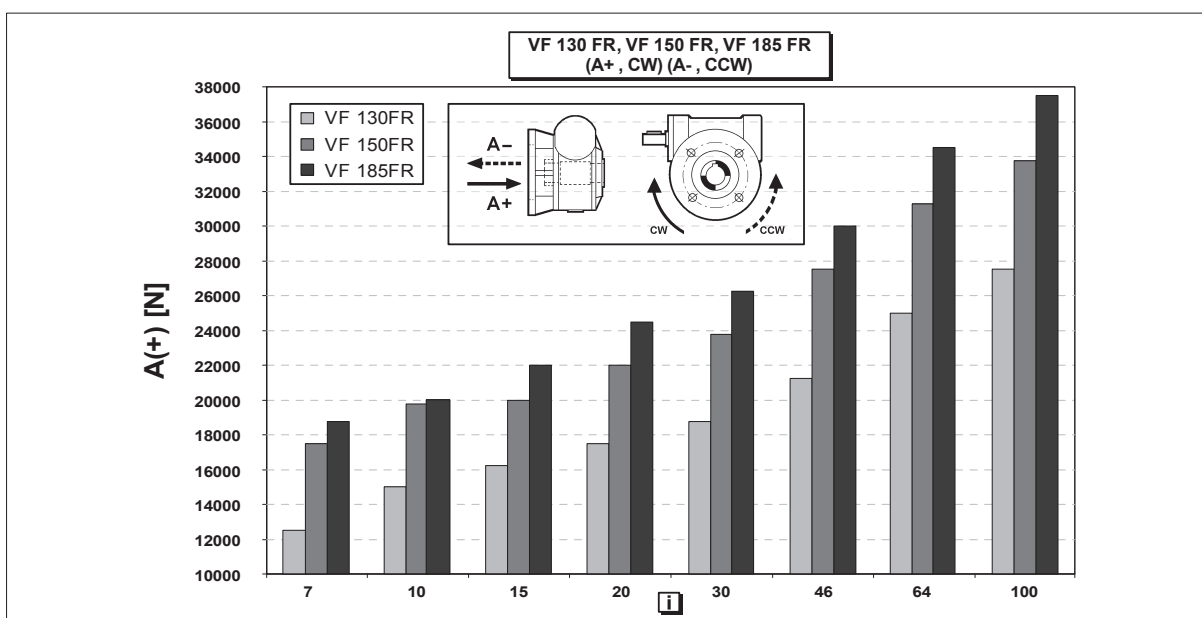 VF 130 FR, VF 150 FR, VF 185 FR
(A+ , CW) (A- , CCW)
38000
36000
34000
32000
30000
28000
26000
24000
22000
20000
18000
16000
14000
12000
10000
A(+) [N]
VF 130FR
VF 150FR
VF 185FR
A–
A+
CW
CCW
7 10 15 20 30 46 64 100
i